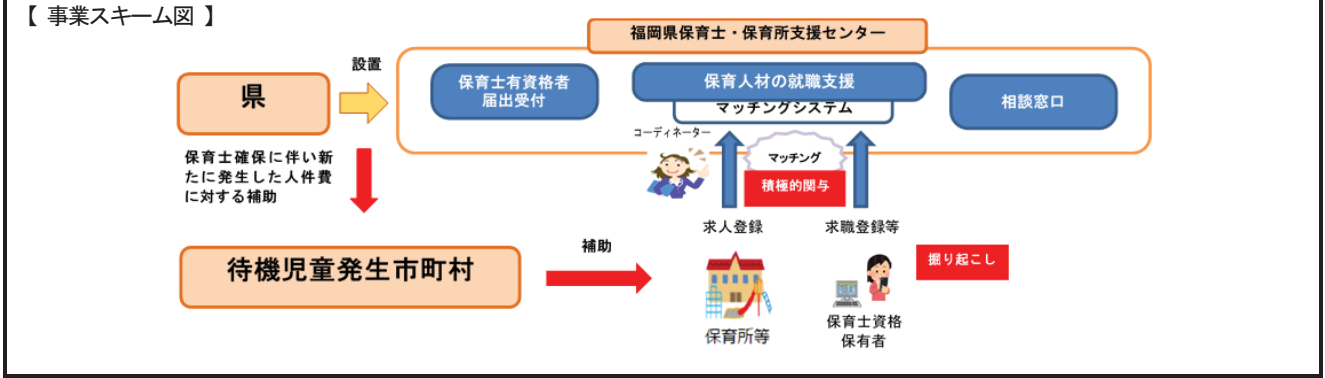 【 事業スキーム図 】
福岡県保育士・保育所支援センター
県
設置
保育士有資格者
届出受付
保育人材の就職支援
マッチングシステム
相談窓口
コーディネーター
マッチング
積極的関与
保育士確保に伴い新
たに発生した人件費
に対する補助
求人登録
求職登録等
待機児童発生市町村
補助
掘り起こし
保育所等
保育士資格
保有者